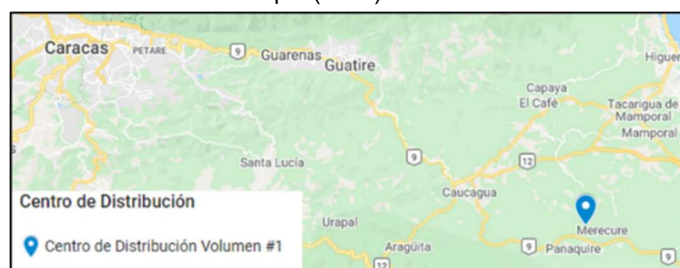 Caracas
PETARE
9
Guarenas
Guatire
Higuer
Capaya
El Café
Tacarigua de
Mamporal
Mamporal
9
12
Santa Lucía
Caucagua
Centro de Distribución
Centro de Distribución Volumen #1
Urapal
Aragüita
12
9
Panaquire
Merecure
9